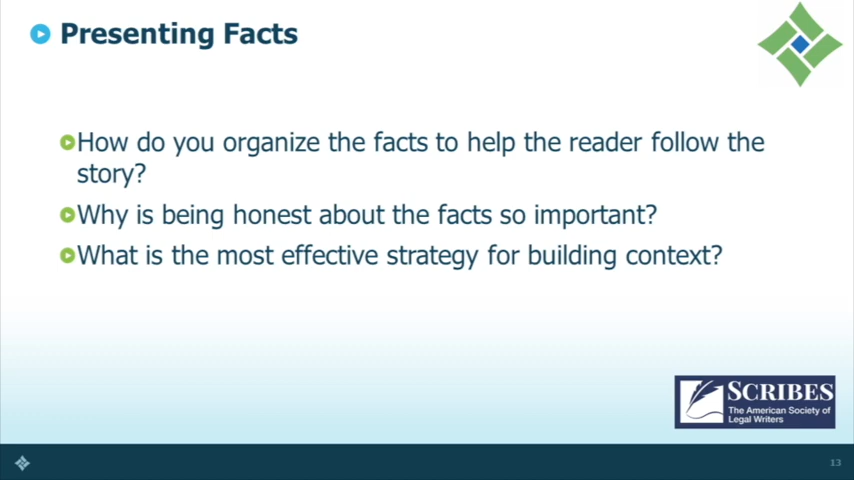 Presenting Facts
How do you organize the facts to help the reader follow the
story?
Why is being honest about the facts so important?
What is the most effective strategy for building context?
SCRIBES
The American Society of
Legal Writers
13